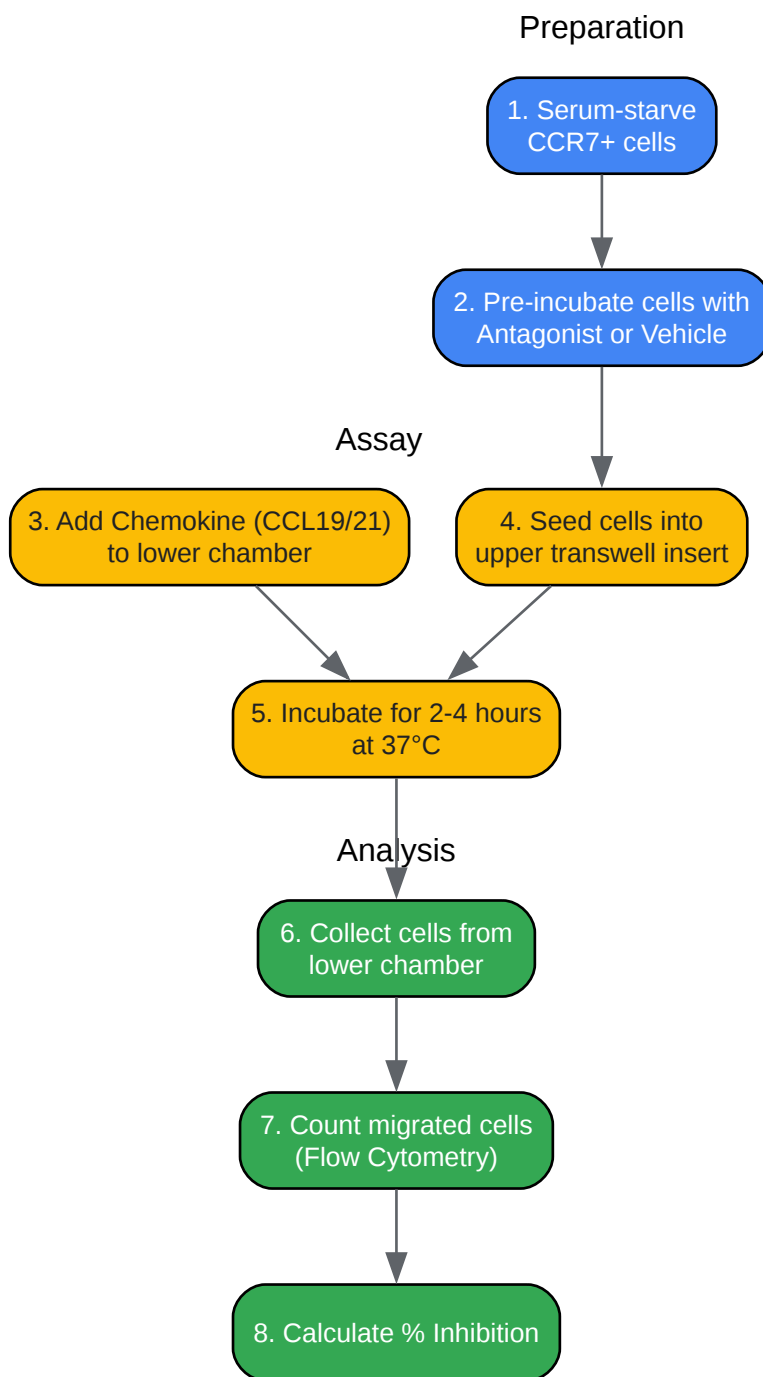 Preparation
1. Serum-starve
CCR7+ cells
2. Pre-incubate cells with
Antagonist or Vehicle
Assay
3. Add Chemokine (CCL19/21)
to lower chamber
4. Seed cells into
upper transwell insert
5. Incubate for 2-4 hours
at 37°C
Analysis
6. Collect cells from
lower chamber
7. Count migrated cells
(Flow Cytometry)
8. Calculate % Inhibition